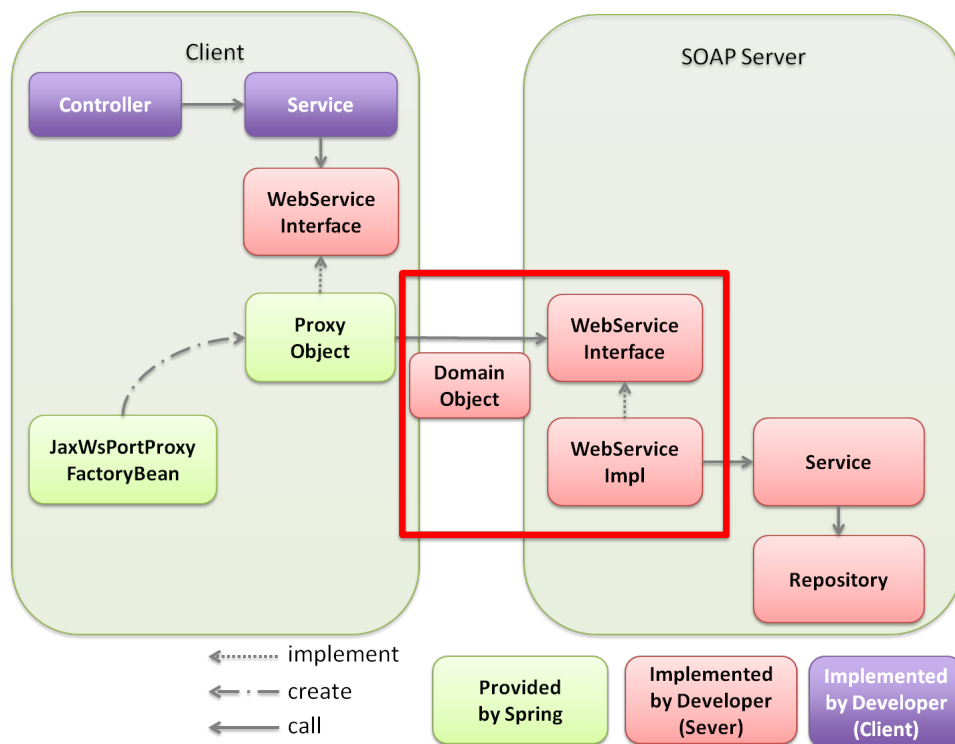 Client
SOAP Server
Controller
Service
WebService
Interface
Proxy
Object
WebService
Interface
Domain
Object
JaxWsPortProxy
FactoryBean
WebService
Impl
Service
Repository
implement
create
call
Provided
by Spring
Implemented
by Developer
(Sever)
Implemented
by Developer
(Client)